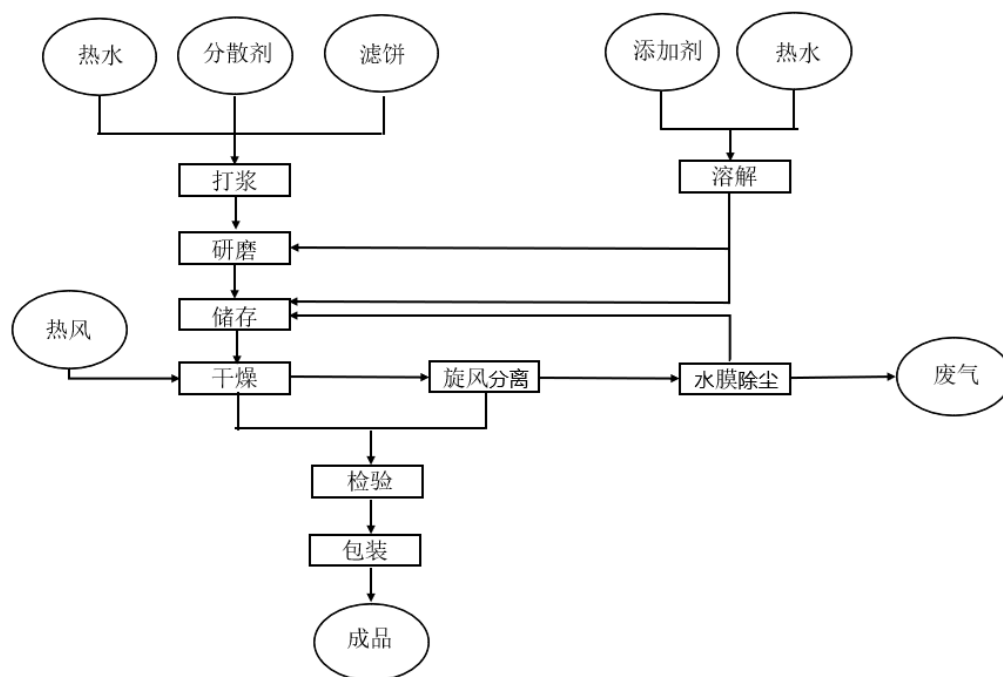 热水
分散剂
滤饼
添加剂
热水
打浆
溶解
研磨
储存
热风
干燥
旋风分离
水膜除尘
废气
检验
包装
成品